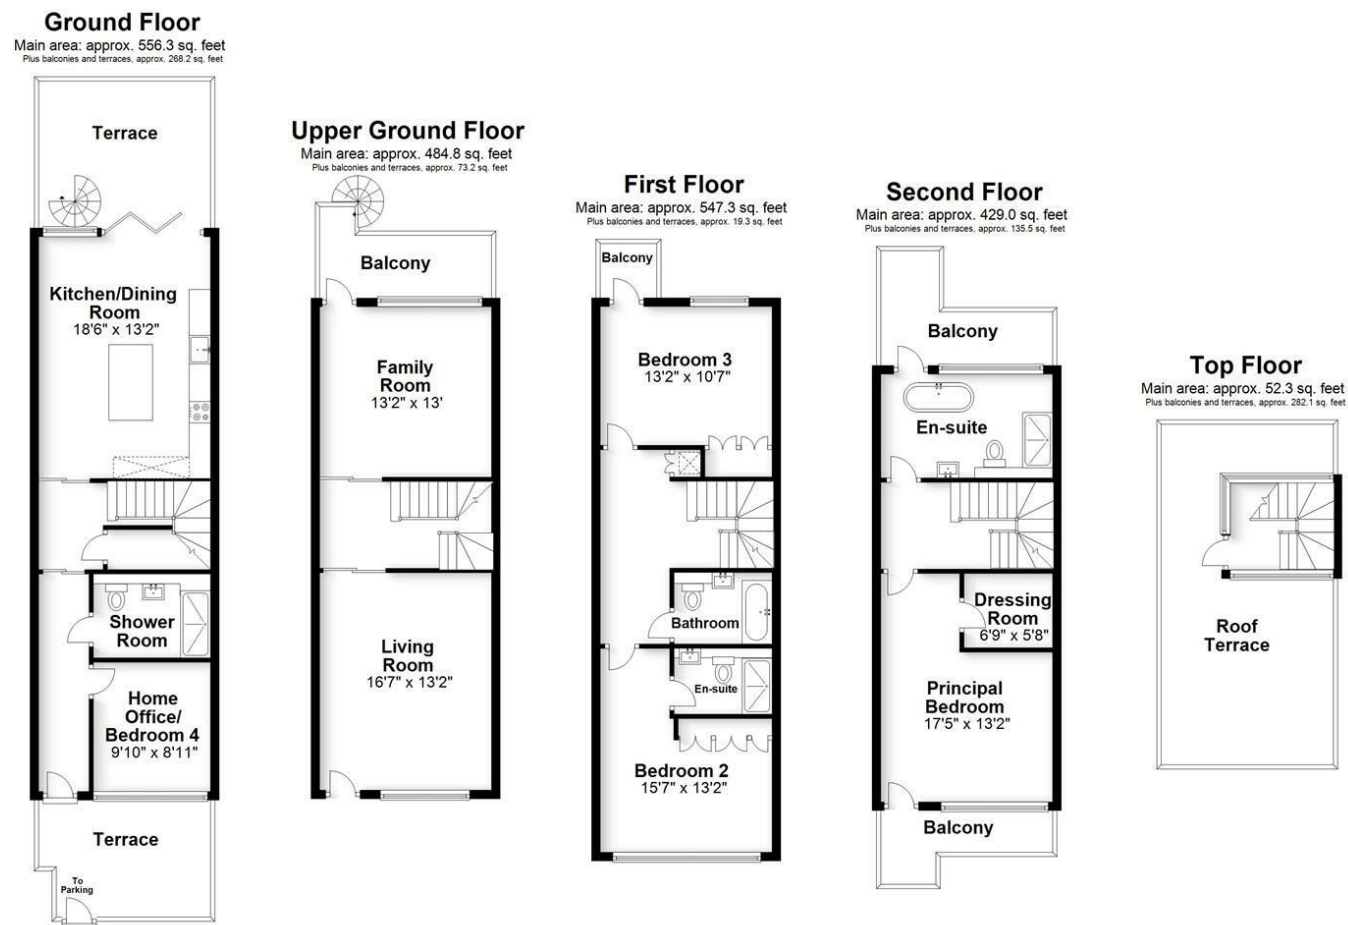 Ground Floor
Main area: approx. 556.3 sq. feet
Plus balconies and terraces, approx. 268.2 sq. feet
Terrace
Kitchen/Dining
Room
18'6" x 13'2"
Shower
Room
Home
Office/
Bedroom 4
9'10" x 8'11"
Terrace
To
Parking
Upper Ground Floor
Main area: approx. 484.8 sq. feet
Plus balconies and terraces, approx. 73.2 sq. feet
Balcony
Family
Room
13'2" x 13'
Living
Room
16'7" x 13'2"
First Floor
Main area: approx. 547.3 sq. feet
Plus balconies and terraces, approx. 19.3 sq. feet
Balcony
Bedroom 3
13'2" x 10'7"
Bathroom
En-suite
Bedroom 2
15'7" x 13'2"
Second Floor
Main area: approx. 429.0 sq. feet
Plus balconies and terraces, approx. 135.5 sq. feet
Balcony
En-suite
Dressing
Room
6'9" x 5'8"
Principal
Bedroom
17'5" x 13'2"
Balcony
Top Floor
Main area: approx. 52.3 sq. feet
Plus balconies and terraces, approx. 282.1 sq. feet
Roof
Terrace